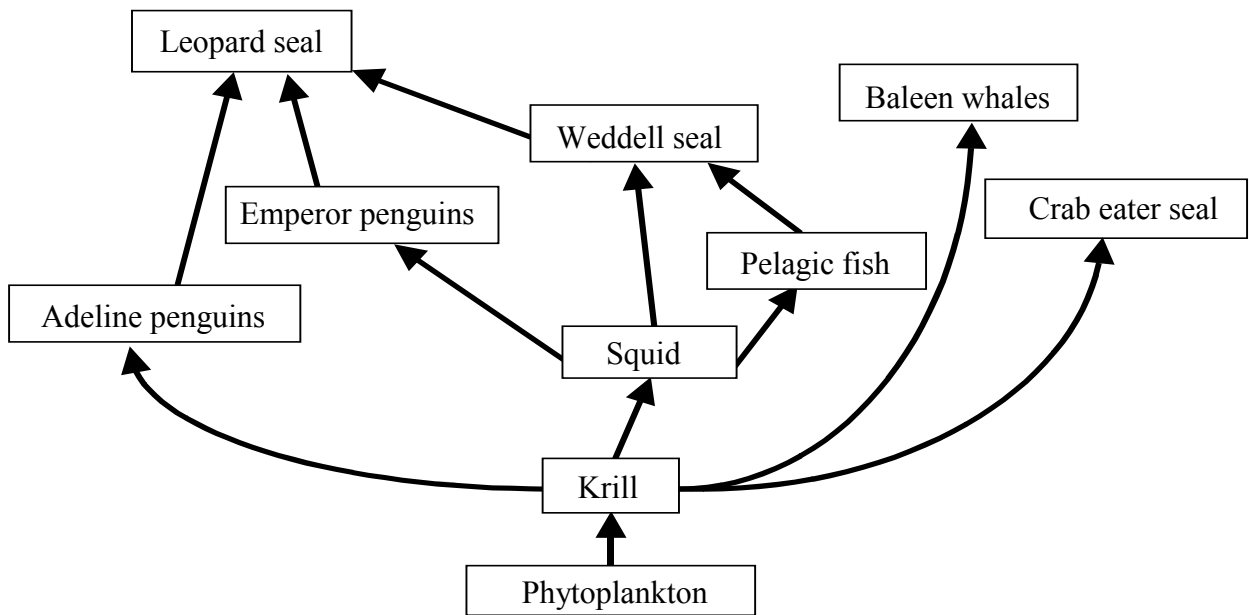 Leopard seal
Baleen whales
Weddell seal
Emperor penguins
Crab eater seal
Pelagic fish
Adeline penguins
Squid
Krill
Phytoplankton